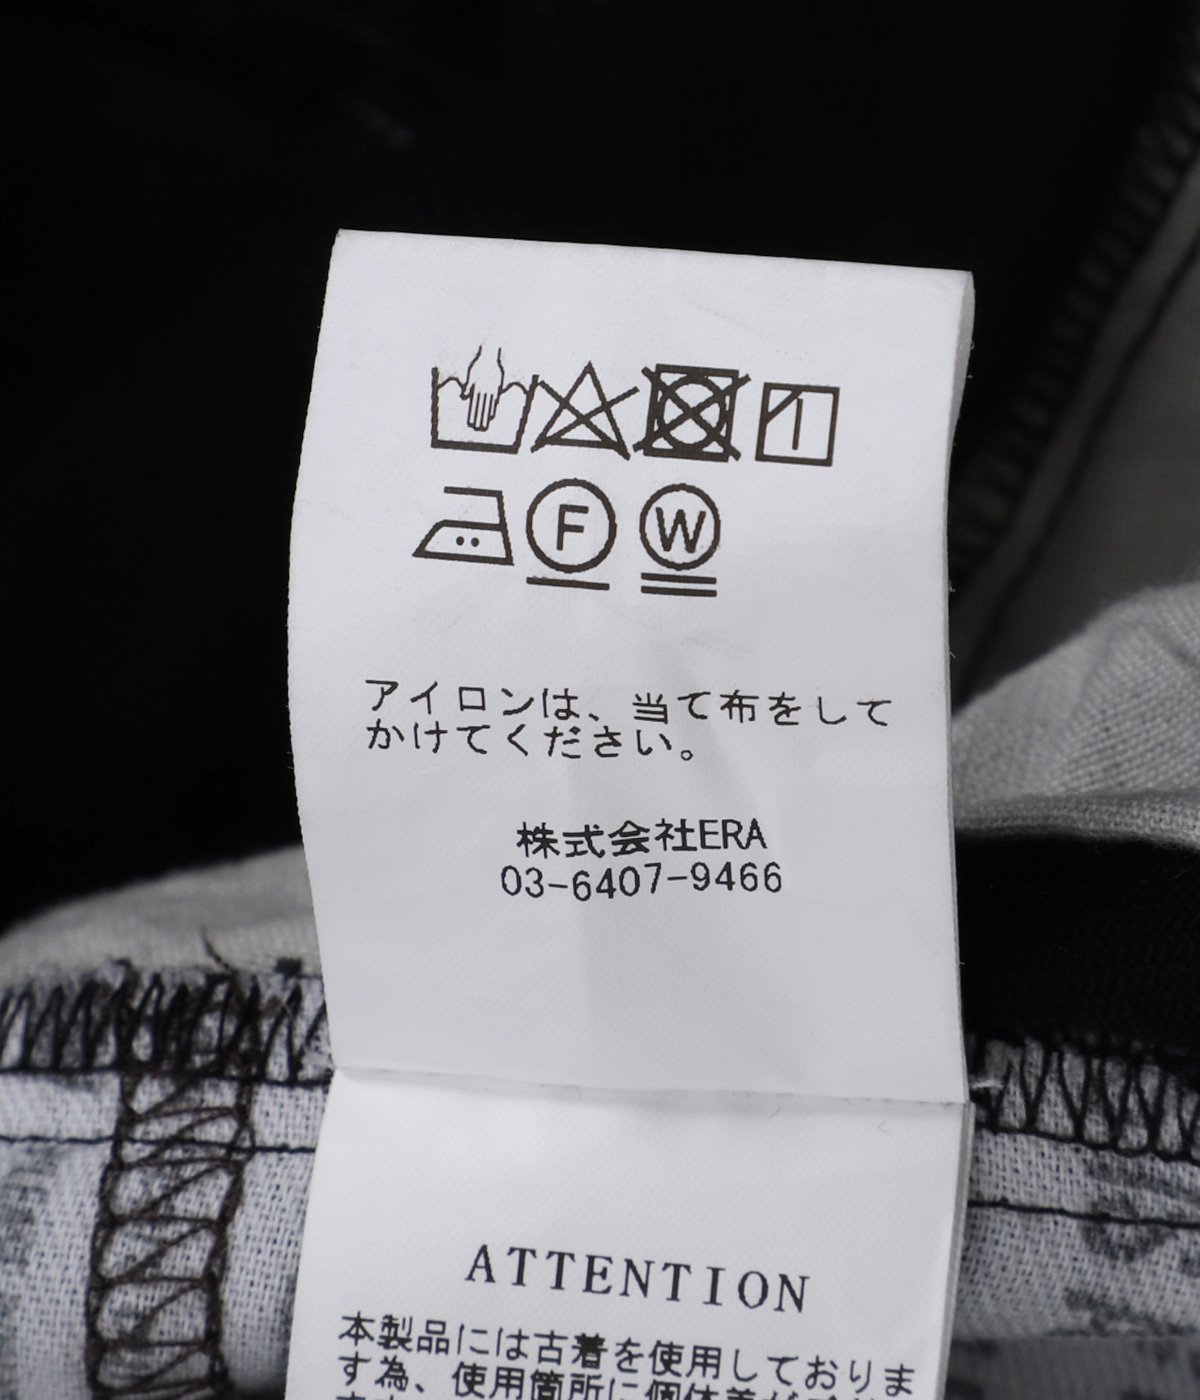 F W
アイロンは、当て布をして
かけてください。
株式会社ERA
03-6407-9466
ATTENTION
本製品には古着を使用しておりま
す為、使用箇所に個体差が